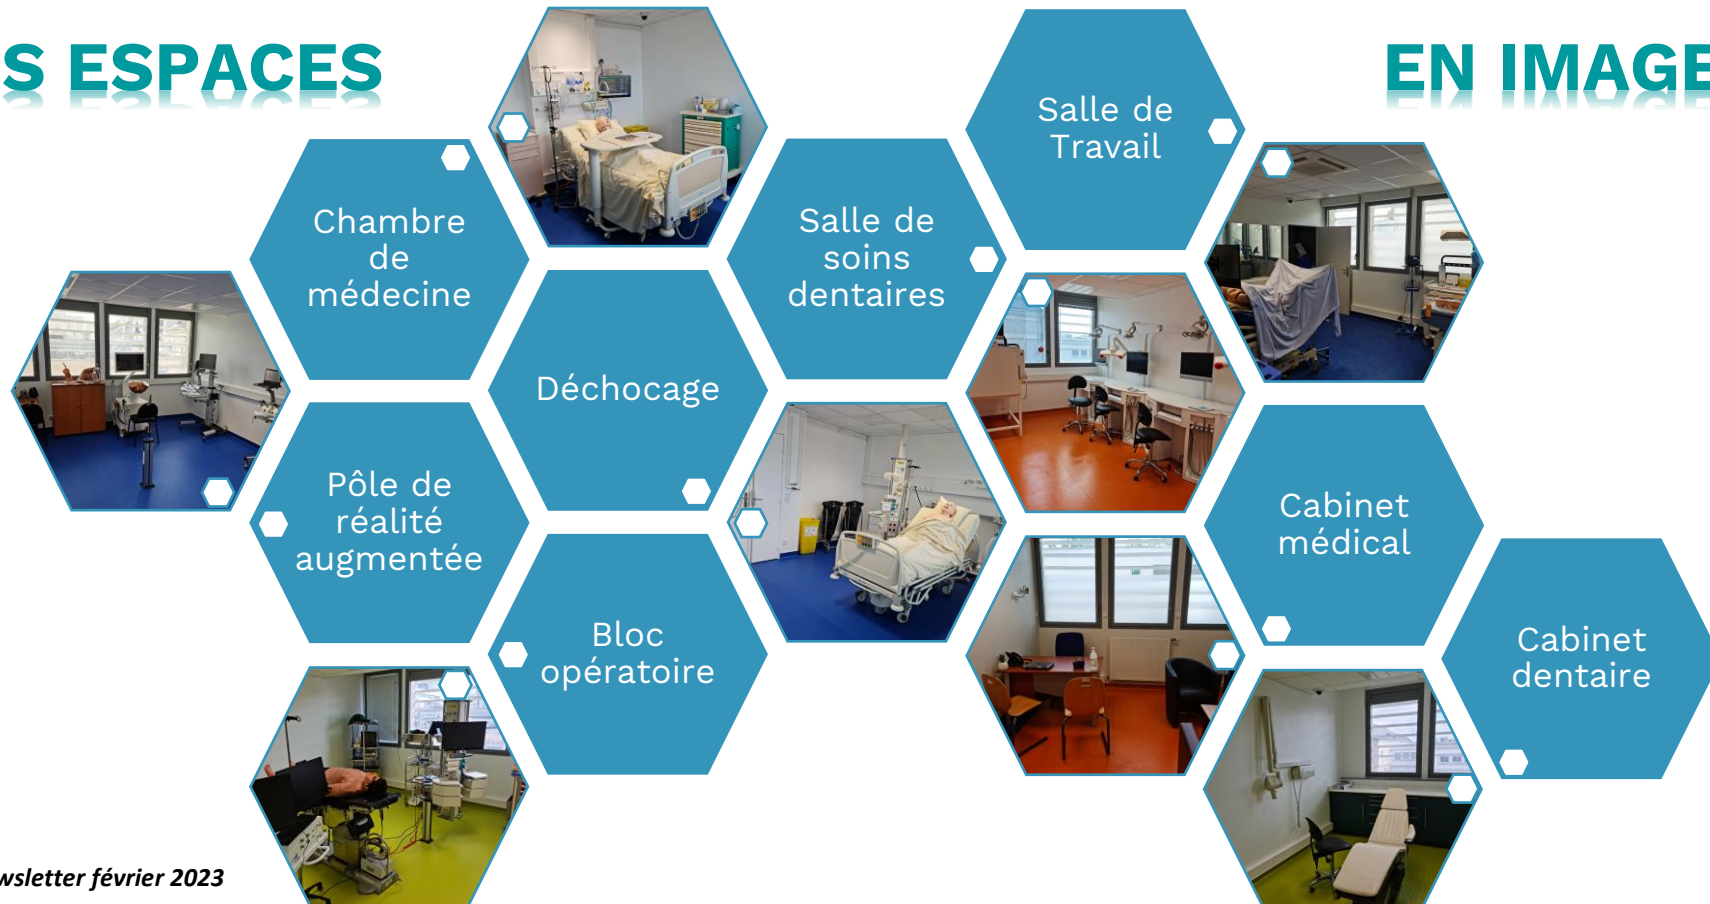 S ESPACES
EN IMAGE
Salle de
Travail
Chambre
de
médecine
Salle de
soins
dentaires
Déchocage
Pôle de
réalité
augmentée
Cabinet
médical
Bloc
opératoire
Cabinet
dentaire
wsletter février 2023